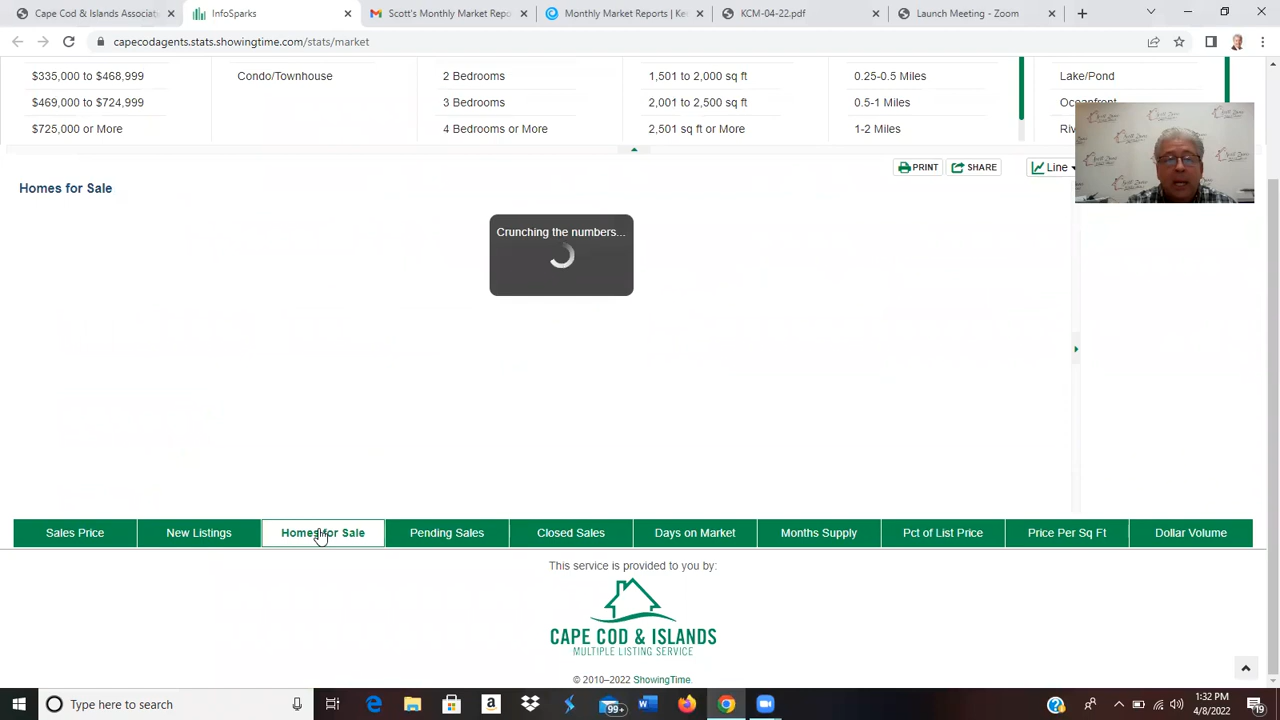 Cape Cod & Islands Associat
InfoSparks
Scott's Monthly Market Repo
Monthly Market Reports | Ke
KCM-04-22.pdf
Launch Meeting - Zoom
capecodagents.stats.showingtime.com/stats/market
$335,000 to $468,999
Condo/Townhouse
2 Bedrooms
1,501 to 2,000 sq ft
0.25-0.5 Miles
Lake/Pond
$469,000 to $724,999
3 Bedrooms
2,001 to 2,500 sq ft
0.5-1 Miles
$725,000 or More
4 Bedrooms or More
2,501 sq ft or More
1-2 Miles
PRINT
SHARE
Line
Homes for Sale
Crunching the numbers...
Sales Price
New Listings
Homes for Sale
Pending Sales
Closed Sales
Days on Market
Months Supply
Pct of List Price
Price Per Sq Ft
Dollar Volume
This service is provided to you by:
CAPE COD & ISLANDS
MULTIPLE LISTING SERVICE
© 2010–2022 ShowingTime.
Type here to search
99+
1:32 PM
4/8/2022
19